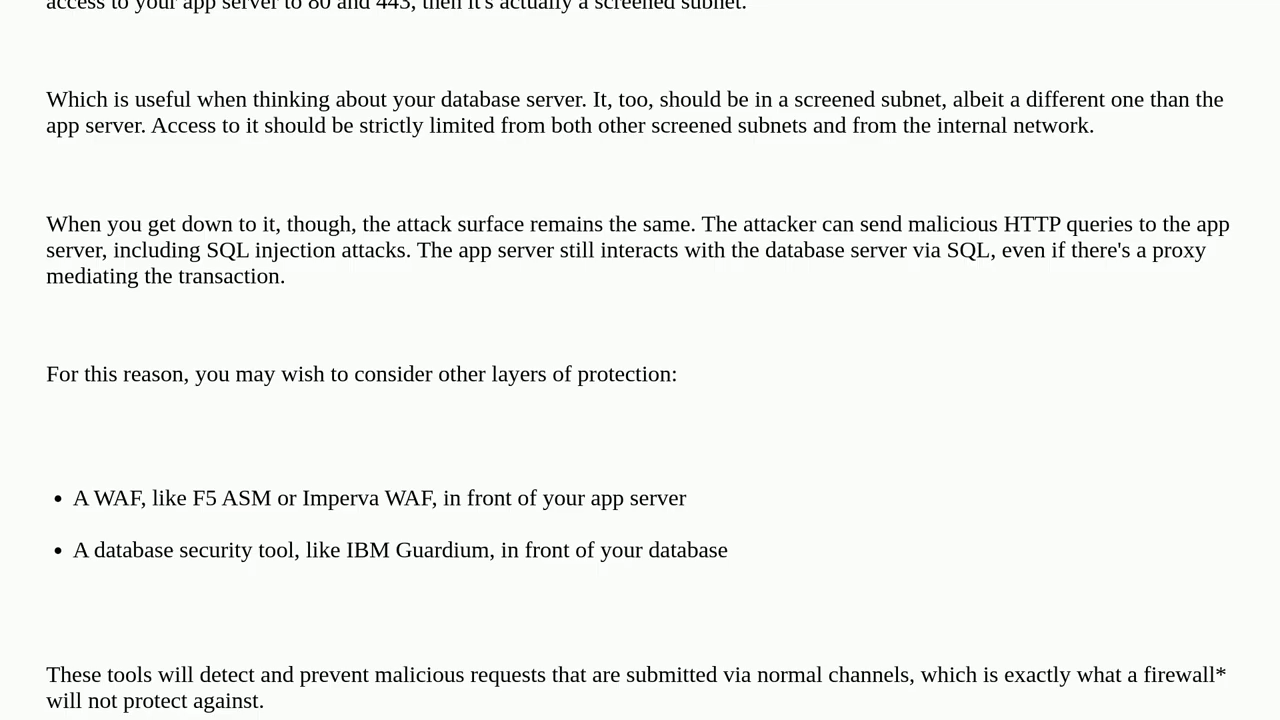 access to your app server to 80 and 443, then it's actually a screened subnet.
Which is useful when thinking about your database server. It, too, should be in a screened subnet, albeit a different one than the
app server. Access to it should be strictly limited from both other screened subnets and from the internal network.
When you get down to it, though, the attack surface remains the same. The attacker can send malicious HTTP queries to the app
server, including SQL injection attacks. The app server still interacts with the database server via SQL, even if there's a proxy
mediating the transaction.
For this reason, you may wish to consider other layers of protection:
• A WAF, like F5 ASM or Imperva WAF, in front of your app server
• A database security tool, like IBM Guardium, in front of your database
These tools will detect and prevent malicious requests that are submitted via normal channels, which is exactly what a firewall*
will not protect against.